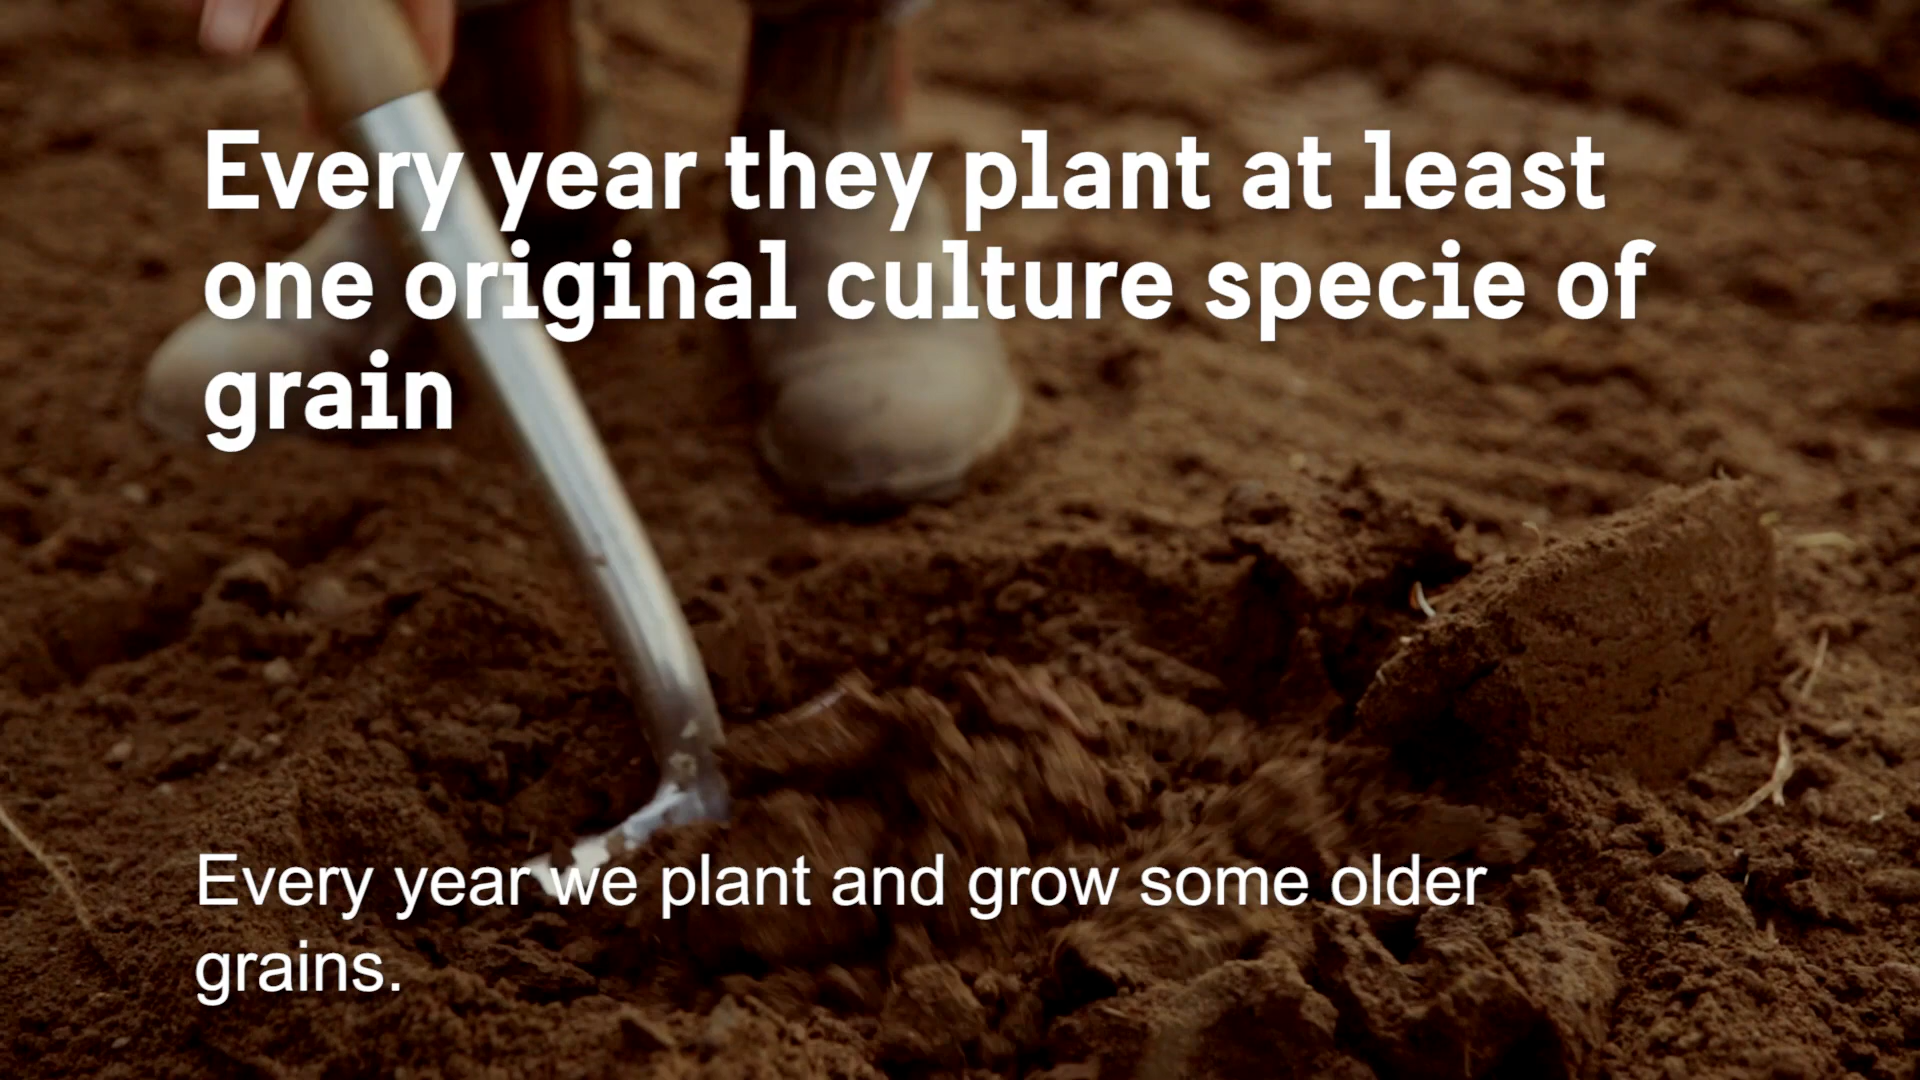 Every year they plant at least
one original culture specie of
grain
Every year we plant and grow some older
grains.